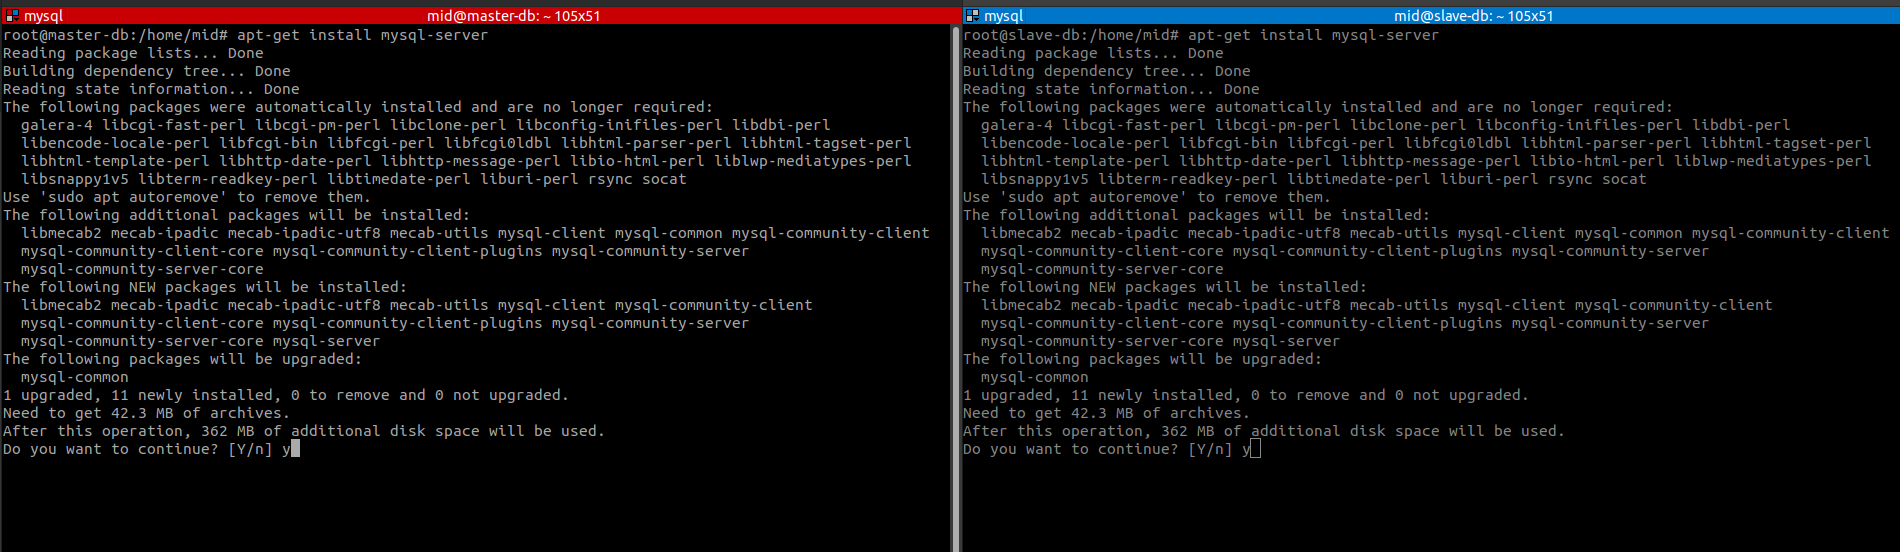 mysql
mid@master-db: ~ 105x51
root@master-db:/home/mid# apt-get install mysql-server
Reading package lists... Done
Building dependency tree... Done
Reading state information... Done
The following packages were automatically installed and are no longer required:
  galera-4 libcgi-fast-perl libcgi-pm-perl libclone-perl libconfig-inifiles-perl libdbi-perl
  libencode-locale-perl libfcgi-bin libfcgi-perl libfcgi0ldbl libhtml-parser-perl libhtml-tagset-perl
  libhtml-template-perl libhttp-date-perl libhttp-message-perl libio-html-perl liblwp-mediatypes-perl
  libsnappy1v5 libterm-readkey-perl libtimedate-perl liburi-perl rsync socat
Use 'sudo apt autoremove' to remove them.
The following additional packages will be installed:
  libmecab2 mecab-ipadic mecab-ipadic-utf8 mecab-utils mysql-client mysql-common mysql-community-client
  mysql-community-client-core mysql-community-client-plugins mysql-community-server
  mysql-community-server-core
The following NEW packages will be installed:
  libmecab2 mecab-ipadic mecab-ipadic-utf8 mecab-utils mysql-client mysql-community-client
  mysql-community-client-core mysql-community-client-plugins mysql-community-server
  mysql-community-server-core mysql-server
The following packages will be upgraded:
  mysql-common
1 upgraded, 11 newly installed, 0 to remove and 0 not upgraded.
Need to get 42.3 MB of archives.
After this operation, 362 MB of additional disk space will be used.
Do you want to continue? [Y/n] y
mysql
mid@slave-db: ~ 105x51
root@slave-db:/home/mid# apt-get install mysql-server
Reading package lists... Done
Building dependency tree... Done
Reading state information... Done
The following packages were automatically installed and are no longer required:
  galera-4 libcgi-fast-perl libcgi-pm-perl libclone-perl libconfig-inifiles-perl libdbi-perl
  libencode-locale-perl libfcgi-bin libfcgi-perl libfcgi0ldbl libhtml-parser-perl libhtml-tagset-perl
  libhtml-template-perl libhttp-date-perl libhttp-message-perl libio-html-perl liblwp-mediatypes-perl
  libsnappy1v5 libterm-readkey-perl libtimedate-perl liburi-perl rsync socat
Use 'sudo apt autoremove' to remove them.
The following additional packages will be installed:
  libmecab2 mecab-ipadic mecab-ipadic-utf8 mecab-utils mysql-client mysql-common mysql-community-client
  mysql-community-client-core mysql-community-client-plugins mysql-community-server
  mysql-community-server-core
The following NEW packages will be installed:
  libmecab2 mecab-ipadic mecab-ipadic-utf8 mecab-utils mysql-client mysql-community-client
  mysql-community-client-core mysql-community-client-plugins mysql-community-server
  mysql-community-server-core mysql-server
The following packages will be upgraded:
  mysql-common
1 upgraded, 11 newly installed, 0 to remove and 0 not upgraded.
Need to get 42.3 MB of archives.
After this operation, 362 MB of additional disk space will be used.
Do you want to continue? [Y/n] y